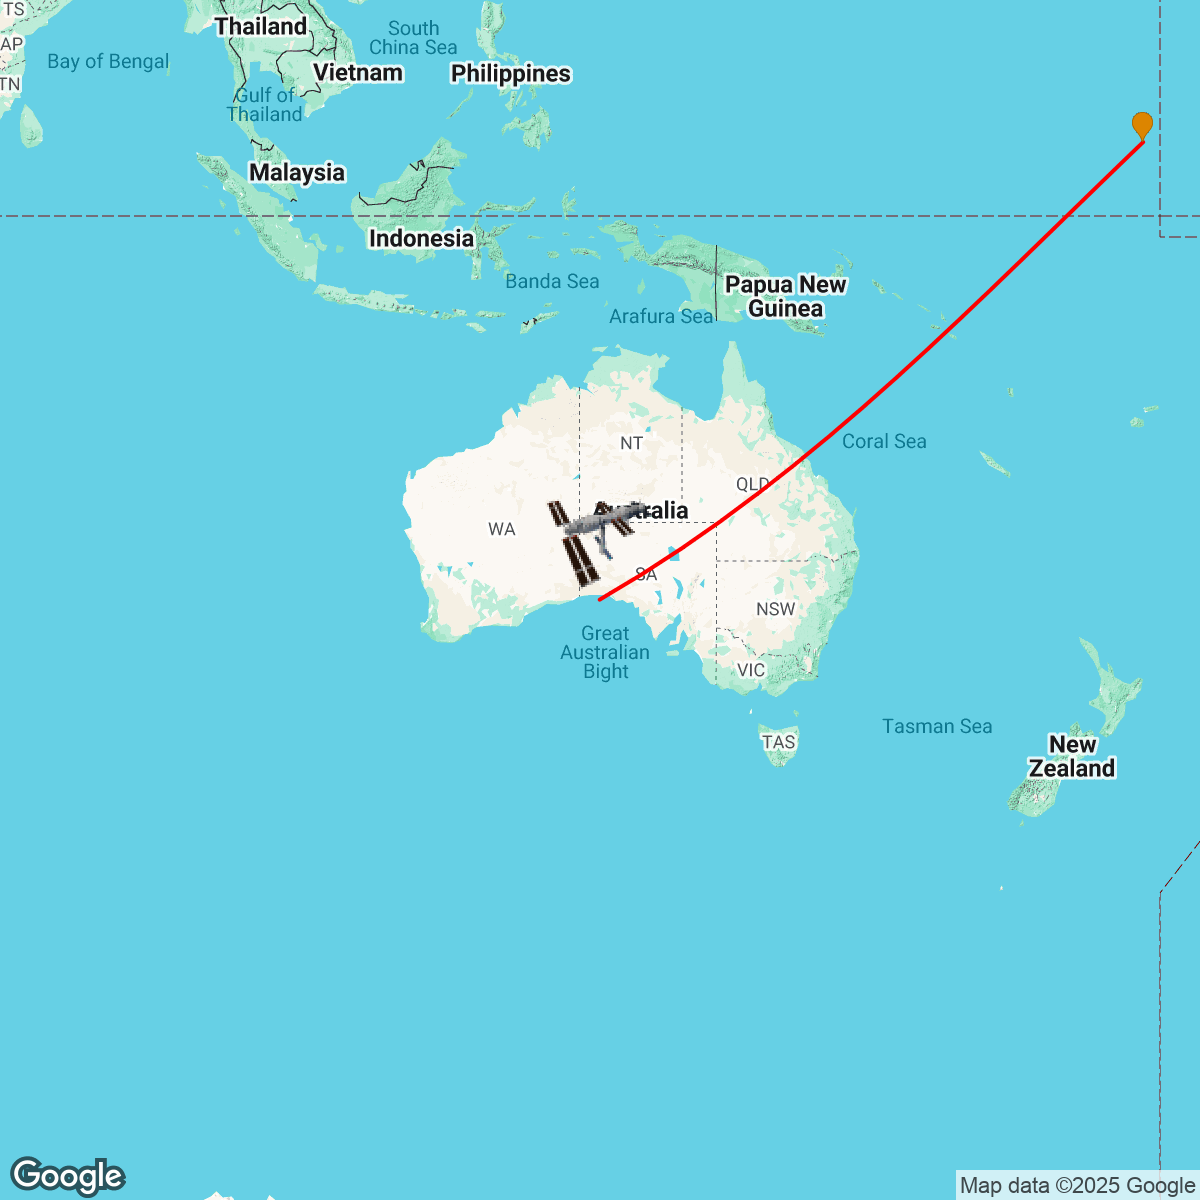 TS
Thailand
South
China Sea
AP
Bay of Bengal
Vietnam
Philippines
TN
Gulf of
Thailand
Malaysia
Indonesia
Banda Sea
Papua New
Guinea
Arafura Sea
NT
Coral Sea
QLD
Australia
WA
SA
NSW
Great
Australian
Bight
VIC
Tasman Sea
TAS
New
Zealand
Google
Map data ©2025 Google